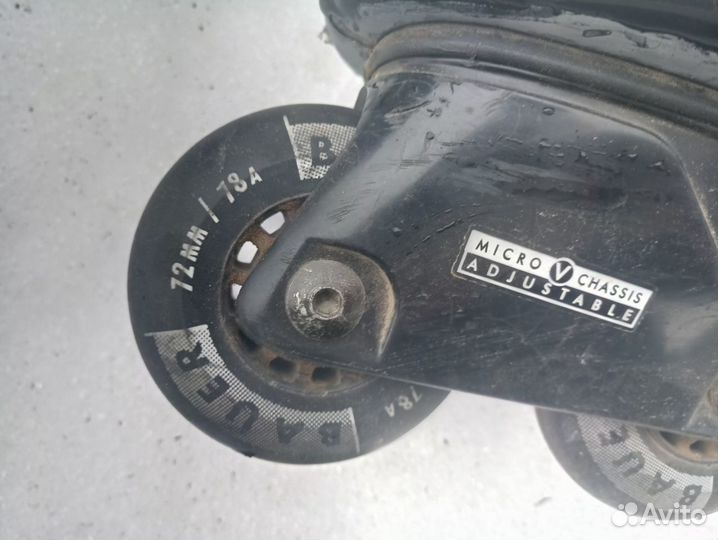 B
72MM / 78A
BAUER
78A
MICRO V CHASSIS
ADJUSTABLE
BAUE
Avito